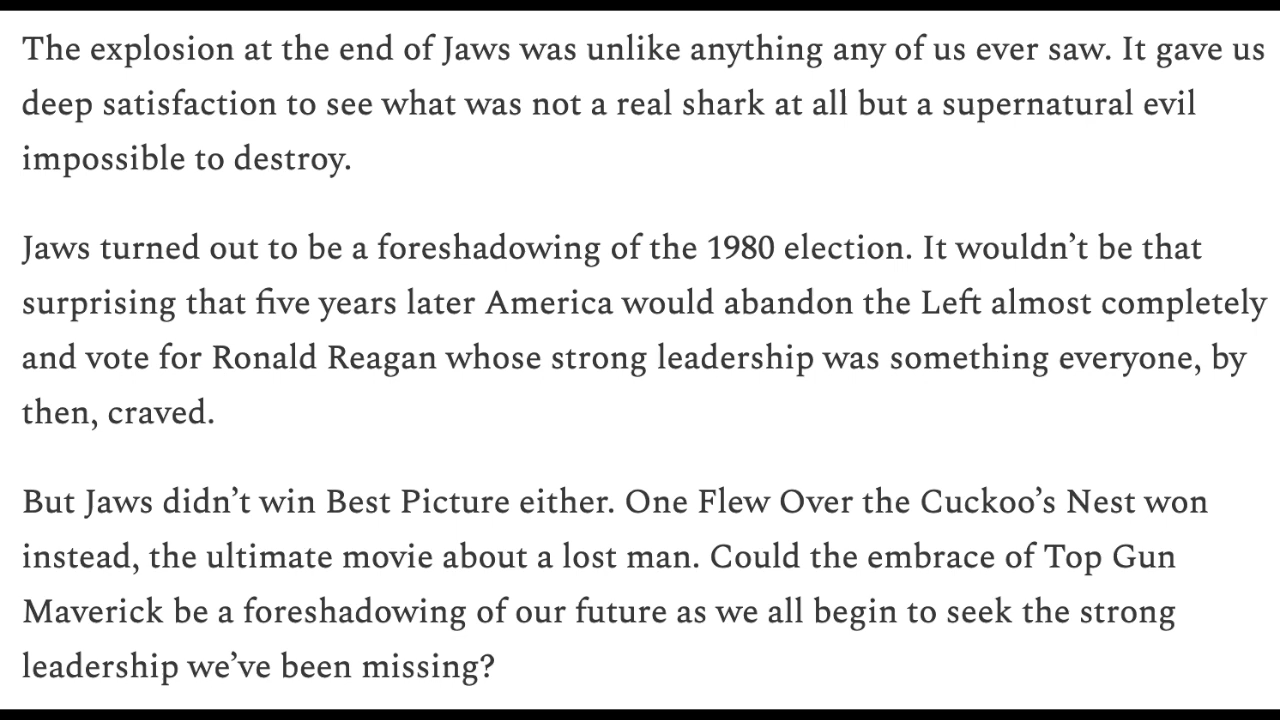 The explosion at the end of Jaws was unlike anything any of us ever saw. It gave us
deep satisfaction to see what was not a real shark at all but a supernatural evil
impossible to destroy.
Jaws turned out to be a foreshadowing of the 1980 election. It wouldn’t be that
surprising that five years later America would abandon the Left almost completely
and vote for Ronald Reagan whose strong leadership was something everyone, by
then, craved.
But Jaws didn’t win Best Picture either. One Flew Over the Cuckoo’s Nest won
instead, the ultimate movie about a lost man. Could the embrace of Top Gun
Maverick be a foreshadowing of our future as we all begin to seek the strong
leadership we’ve been missing?